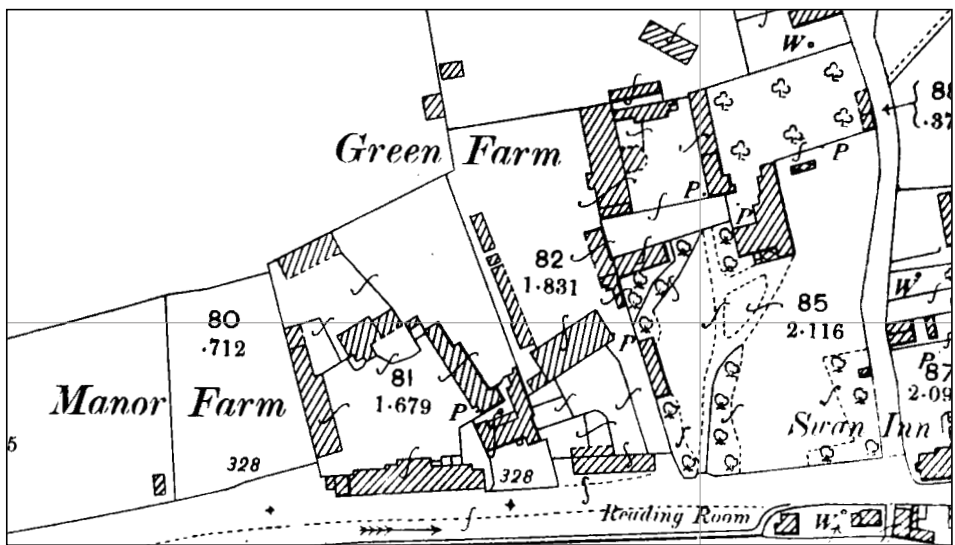 W.
88
.37
Green Farm
P
P.
P
82
1·831
W
85
2·116
80
·712
P
81
1·679
P
87
2·09
Manor Farm
P
Swan Inn
5
328
328
Reading Room
W.